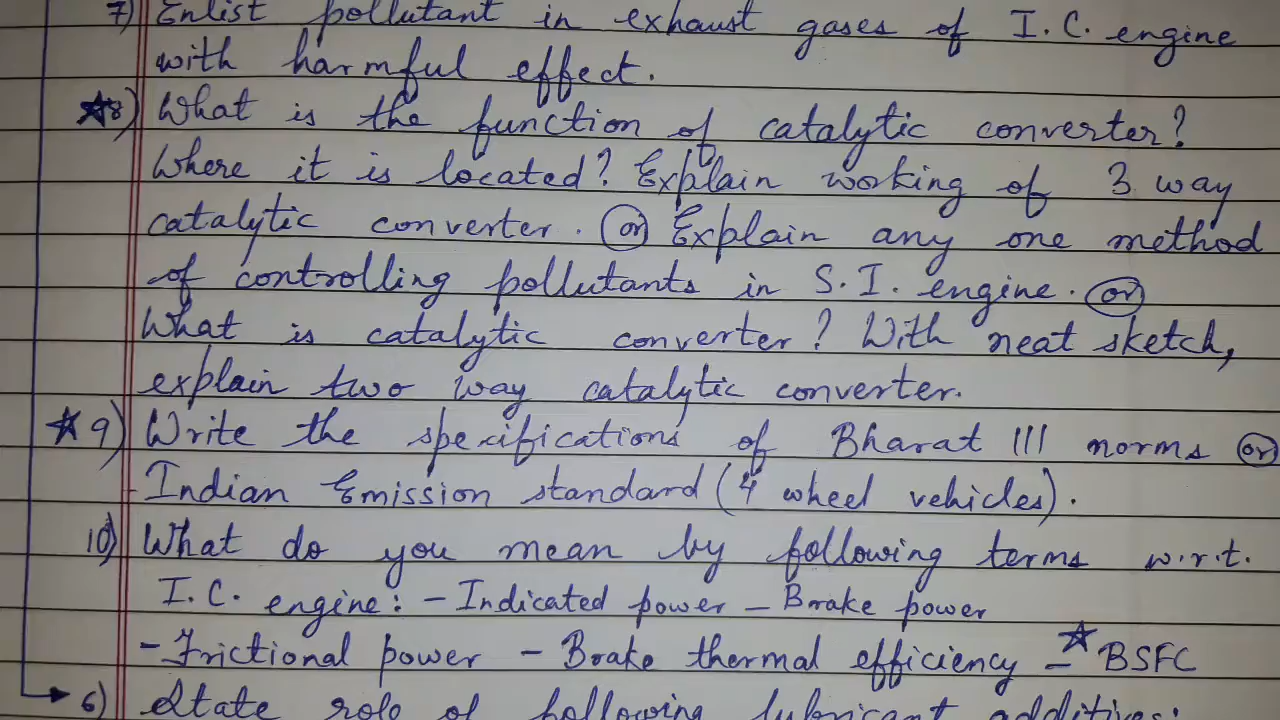 7) Enlist pollutant in exhaust gases of I.C. engine
with harmful effect.
★8) What is the function of catalytic converter?
Where it is located? Explain working of 3 way
catalytic converter. (or) Explain any one method
of controlling pollutants in S.I. engine. (or)
What is catalytic converter? With neat sketch,
explain two way catalytic converter.
★9) Write the specifications of Bharat III norms (or)
Indian Emission standard (4 wheel vehicles).
10) What do you mean by following terms w.r.t.
I.C. engine: - Indicated power - Brake power
- Frictional power - Brake thermal efficiency - ★ BSFC
6) State role of following lubricant additives: